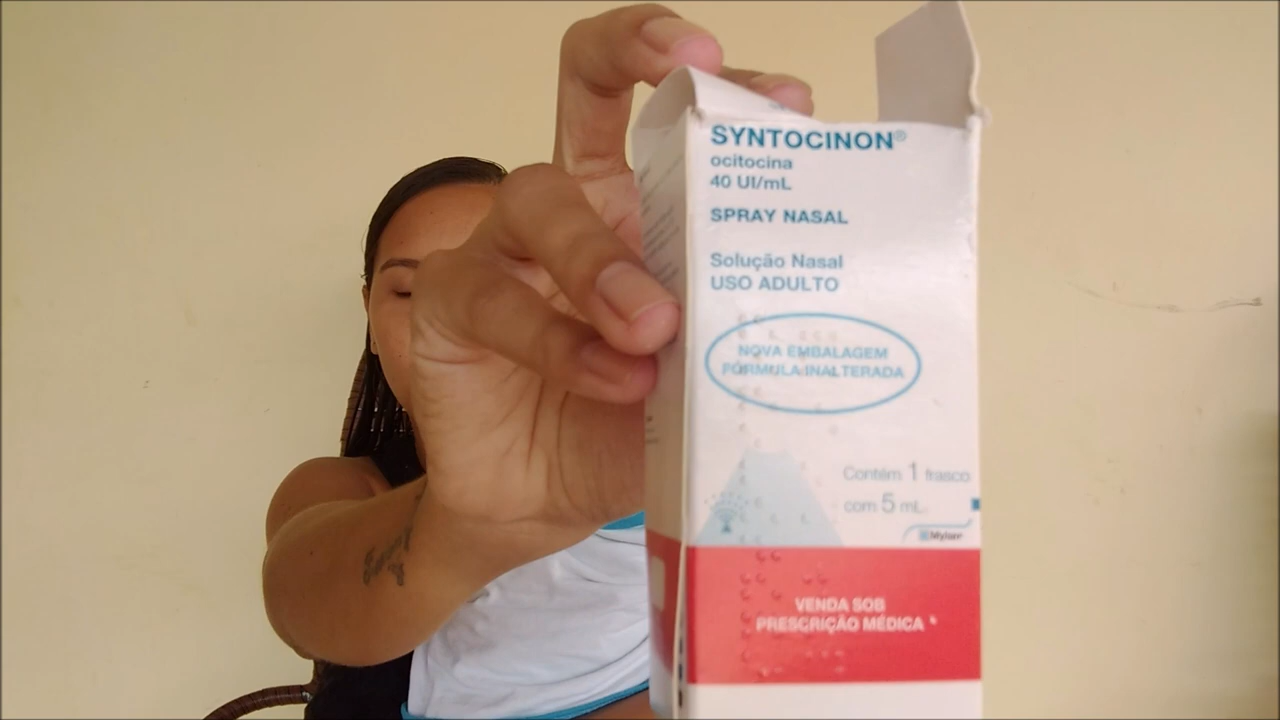 SYNTOCINON®
ocitocina
40 UI/mL
SPRAY NASAL
Solução Nasal
USO ADULTO
NOVA EMBALAGEM
FÓRMULA INALTERADA
Contém 1 frasco
com 5 mL
Mylan
VENDA SOB
PRESCRIÇÃO MÉDICA